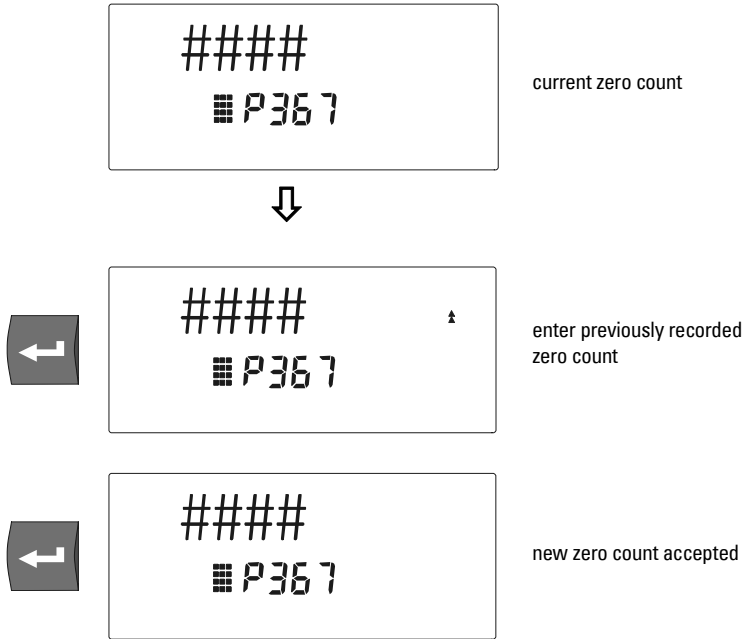 ####
P367
current zero count
####
P367
enter previously recorded
zero count
####
P367
new zero count accepted